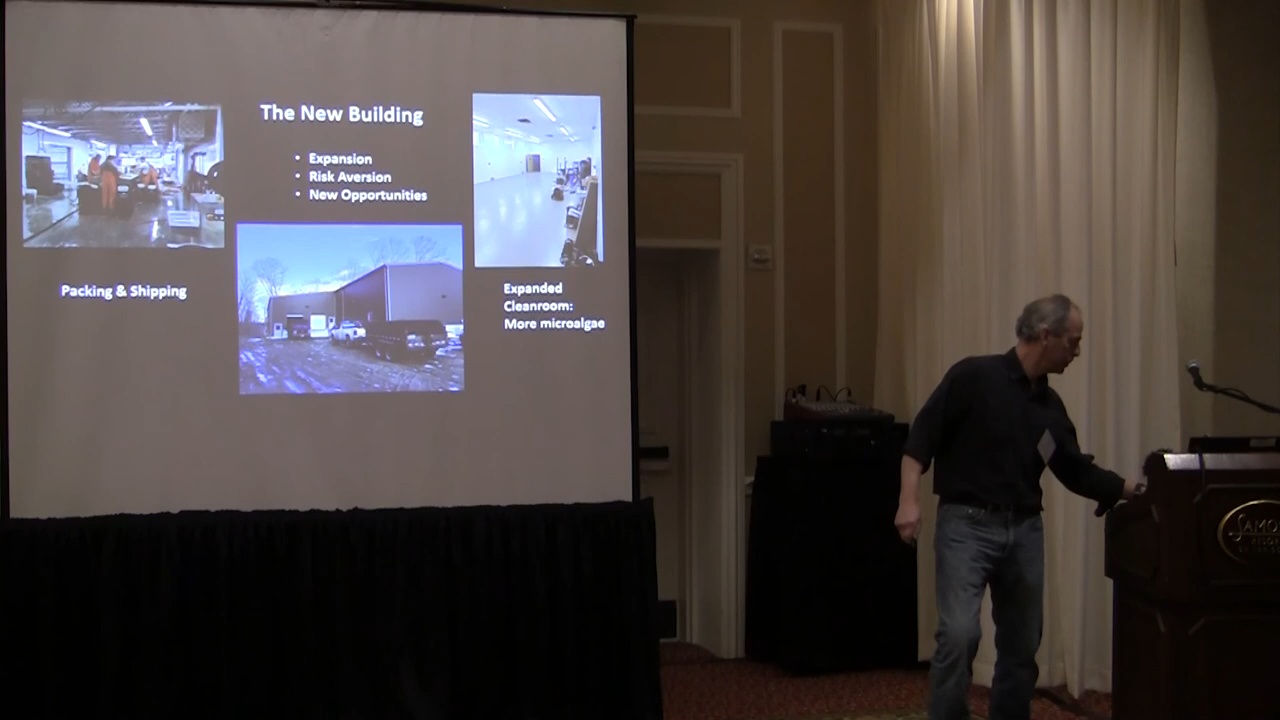 The New Building
• Expansion
• Risk Aversion
• New Opportunities
Packing & Shipping
Expanded
Cleanroom:
More microalgae